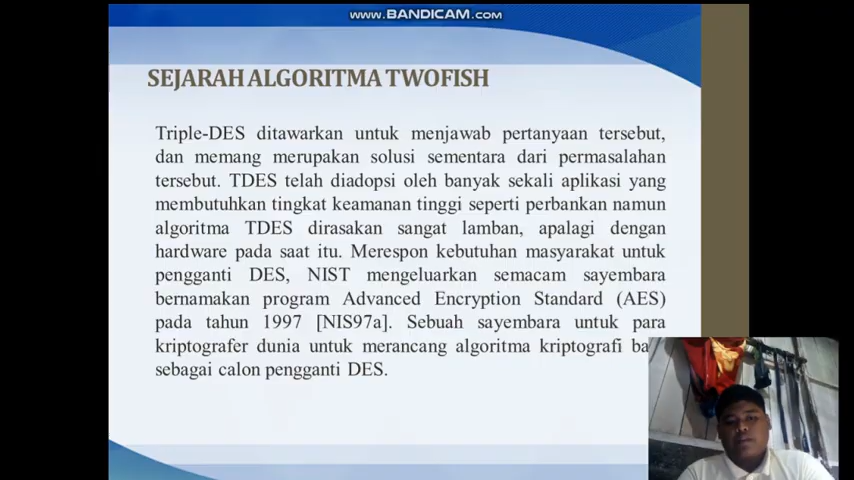 www.BANDICAM.com
SEJARAH ALGORITMA TWOFISH
Triple-DES ditawarkan untuk menjawab pertanyaan tersebut,
dan memang merupakan solusi sementara dari permasalahan
tersebut. TDES telah diadopsi oleh banyak sekali aplikasi yang
membutuhkan tingkat keamanan tinggi seperti perbankan namun
algoritma TDES dirasakan sangat lamban, apalagi dengan
hardware pada saat itu. Merespon kebutuhan masyarakat untuk
pengganti DES, NIST mengeluarkan semacam sayembara
bernamakan program Advanced Encryption Standard (AES)
pada tahun 1997 [NIS97a]. Sebuah sayembara untuk para
kriptografer dunia untuk merancang algoritma kriptografi
sebagai calon pengganti DES.